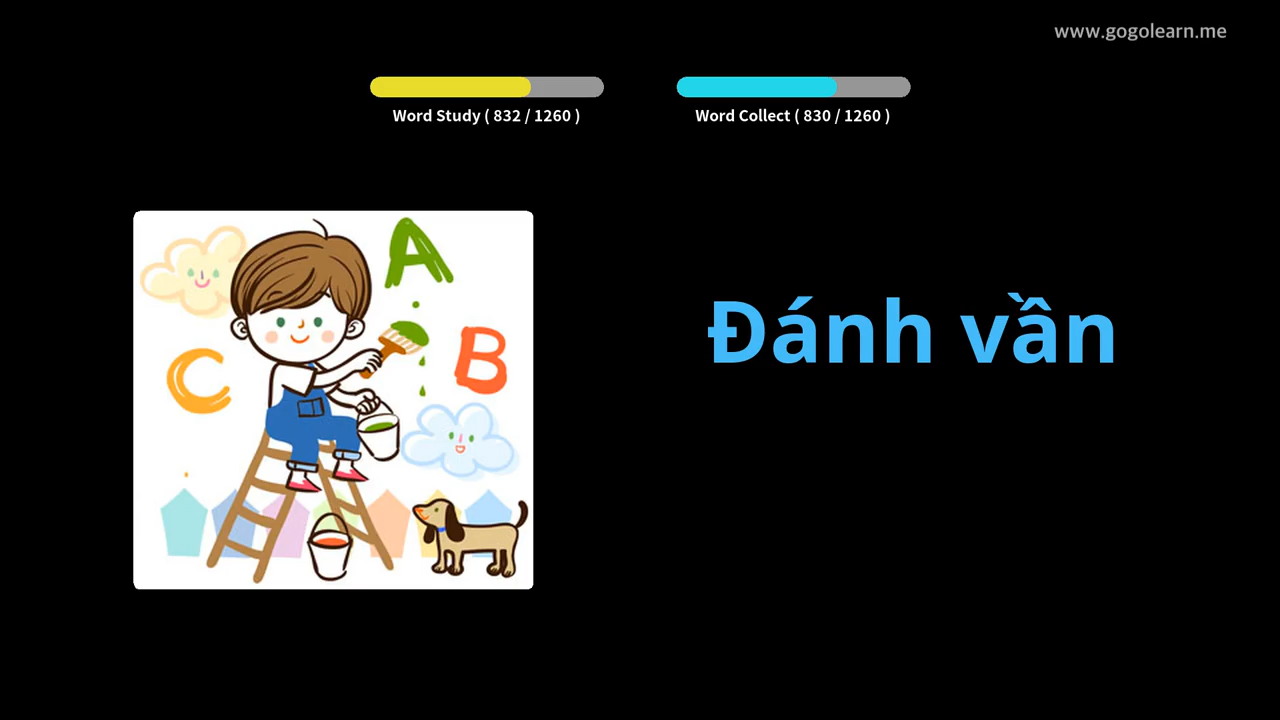 www.gogolearn.me
Word Study ( 832 / 1260 )
Word Collect ( 830 / 1260 )
A
B
C
Đánh vần